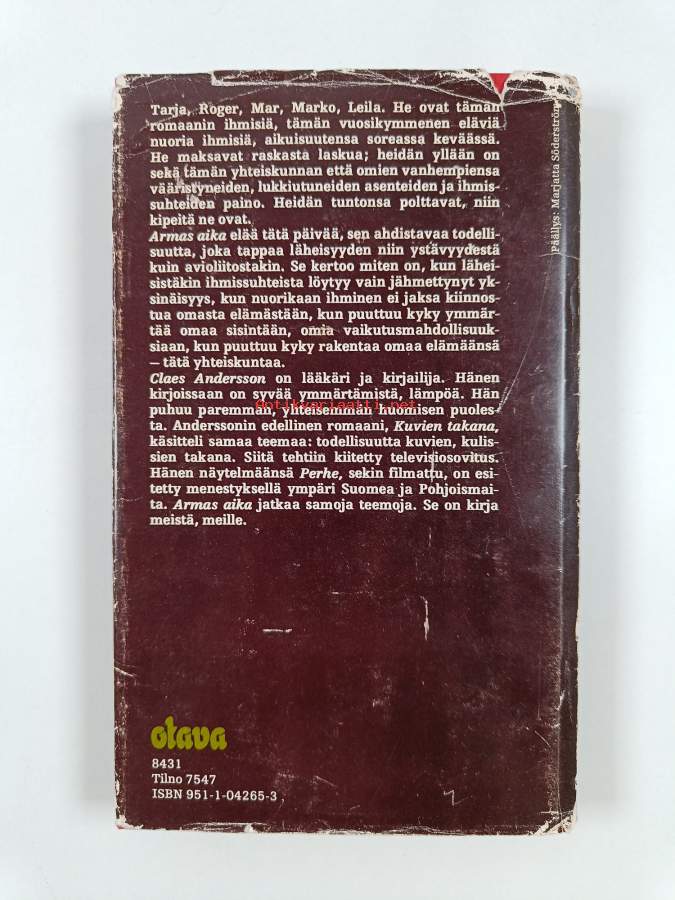 Tarja, Roger, Mar, Marko, Leila. He ovat tämän
romaanin ihmisiä, tämän vuosikymmenen eläviä
nuoria ihmisiä, aikuisuutensa soreassa keväässä.
He maksavat raskasta laskua; heidän yllään on
sekä tämän yhteiskunnan että omien vanhempiensa
vääristyneiden, lukkiutuneiden asenteiden ja ihmis-
suhteiden paino. Heidän tuntonsa polttavat, niin
kipeitä ne ovat.
Armas aika elää tätä päivää, sen ahdistavaa todelli-
suutta, joka tappaa läheisyyden niin ystävyydestä
kuin avioliitostakin. Se kertoo miten on, kun lähei-
sistäkin ihmissuhteista löytyy vain jähmettynyt yk-
sinäisyys, kun nuorikaan ihminen ei jaksa kiinnos-
tua omasta elämästään, kun puuttuu kyky ymmär-
tää omaa sisintään, omia vaikutusmahdollisuuk-
siaan, kun puuttuu kyky rakentaa omaa elämäänsä
– tätä yhteiskuntaa.
Claes Andersson on lääkäri ja kirjailija. Hänen
kirjoissaan on syvää ymmärtämistä, lämpöä. Hän
puhuu paremman, yhteisemmän huomisen puoles-
ta. Anderssonin edellinen romaani, Kuvien takana,
käsitteli samaa teemaa: todellisuutta kuvien, kulis-
sien takana. Siitä tehtiin kiitetty televisiosovitus.
Hänen näytelmäänsä Perhe, sekin filmattu, on esi-
tetty menestyksellä ympäri Suomea ja Pohjoismai-
ta. Armas aika jatkaa samoja teemoja. Se on kirja
meistä, meille.
Antikvariaatti.net
Päällys: Marjatta Söderström
otava
8431
Tilno 7547
ISBN 951-1-04265-3